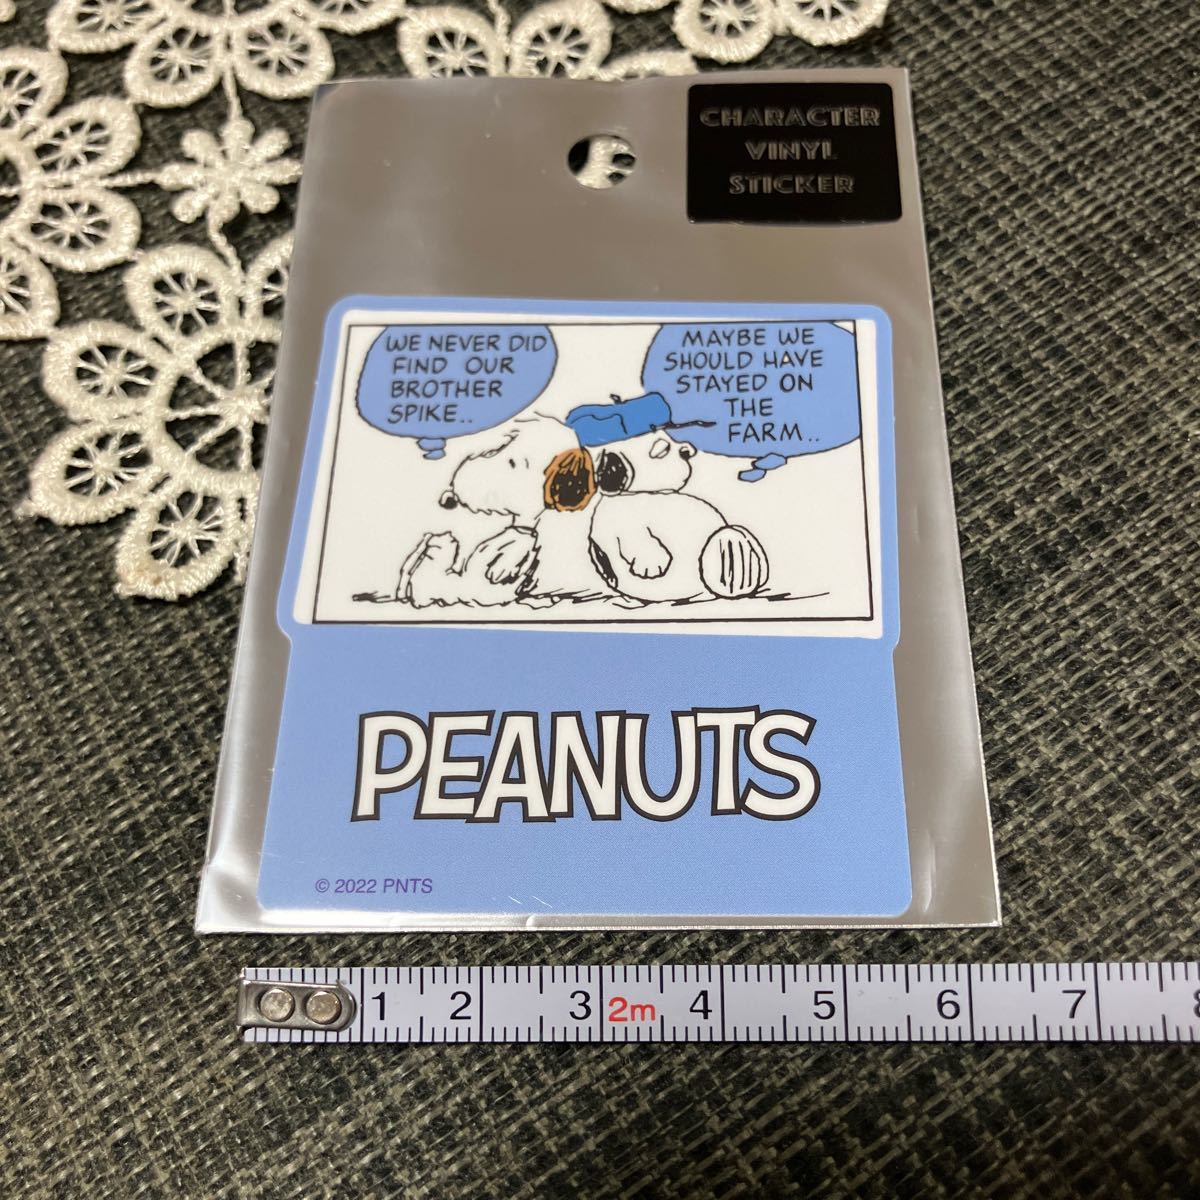 CHARACTER
VINYL
STICKER
WE NEVER DID
FIND OUR
BROTHER
SPIKE..
MAYBE WE
SHOULD HAVE
STAYED ON
THE
FARM..
PEANUTS
© 2022 PNTS
1 2 3 2m 4 5 6 7 8